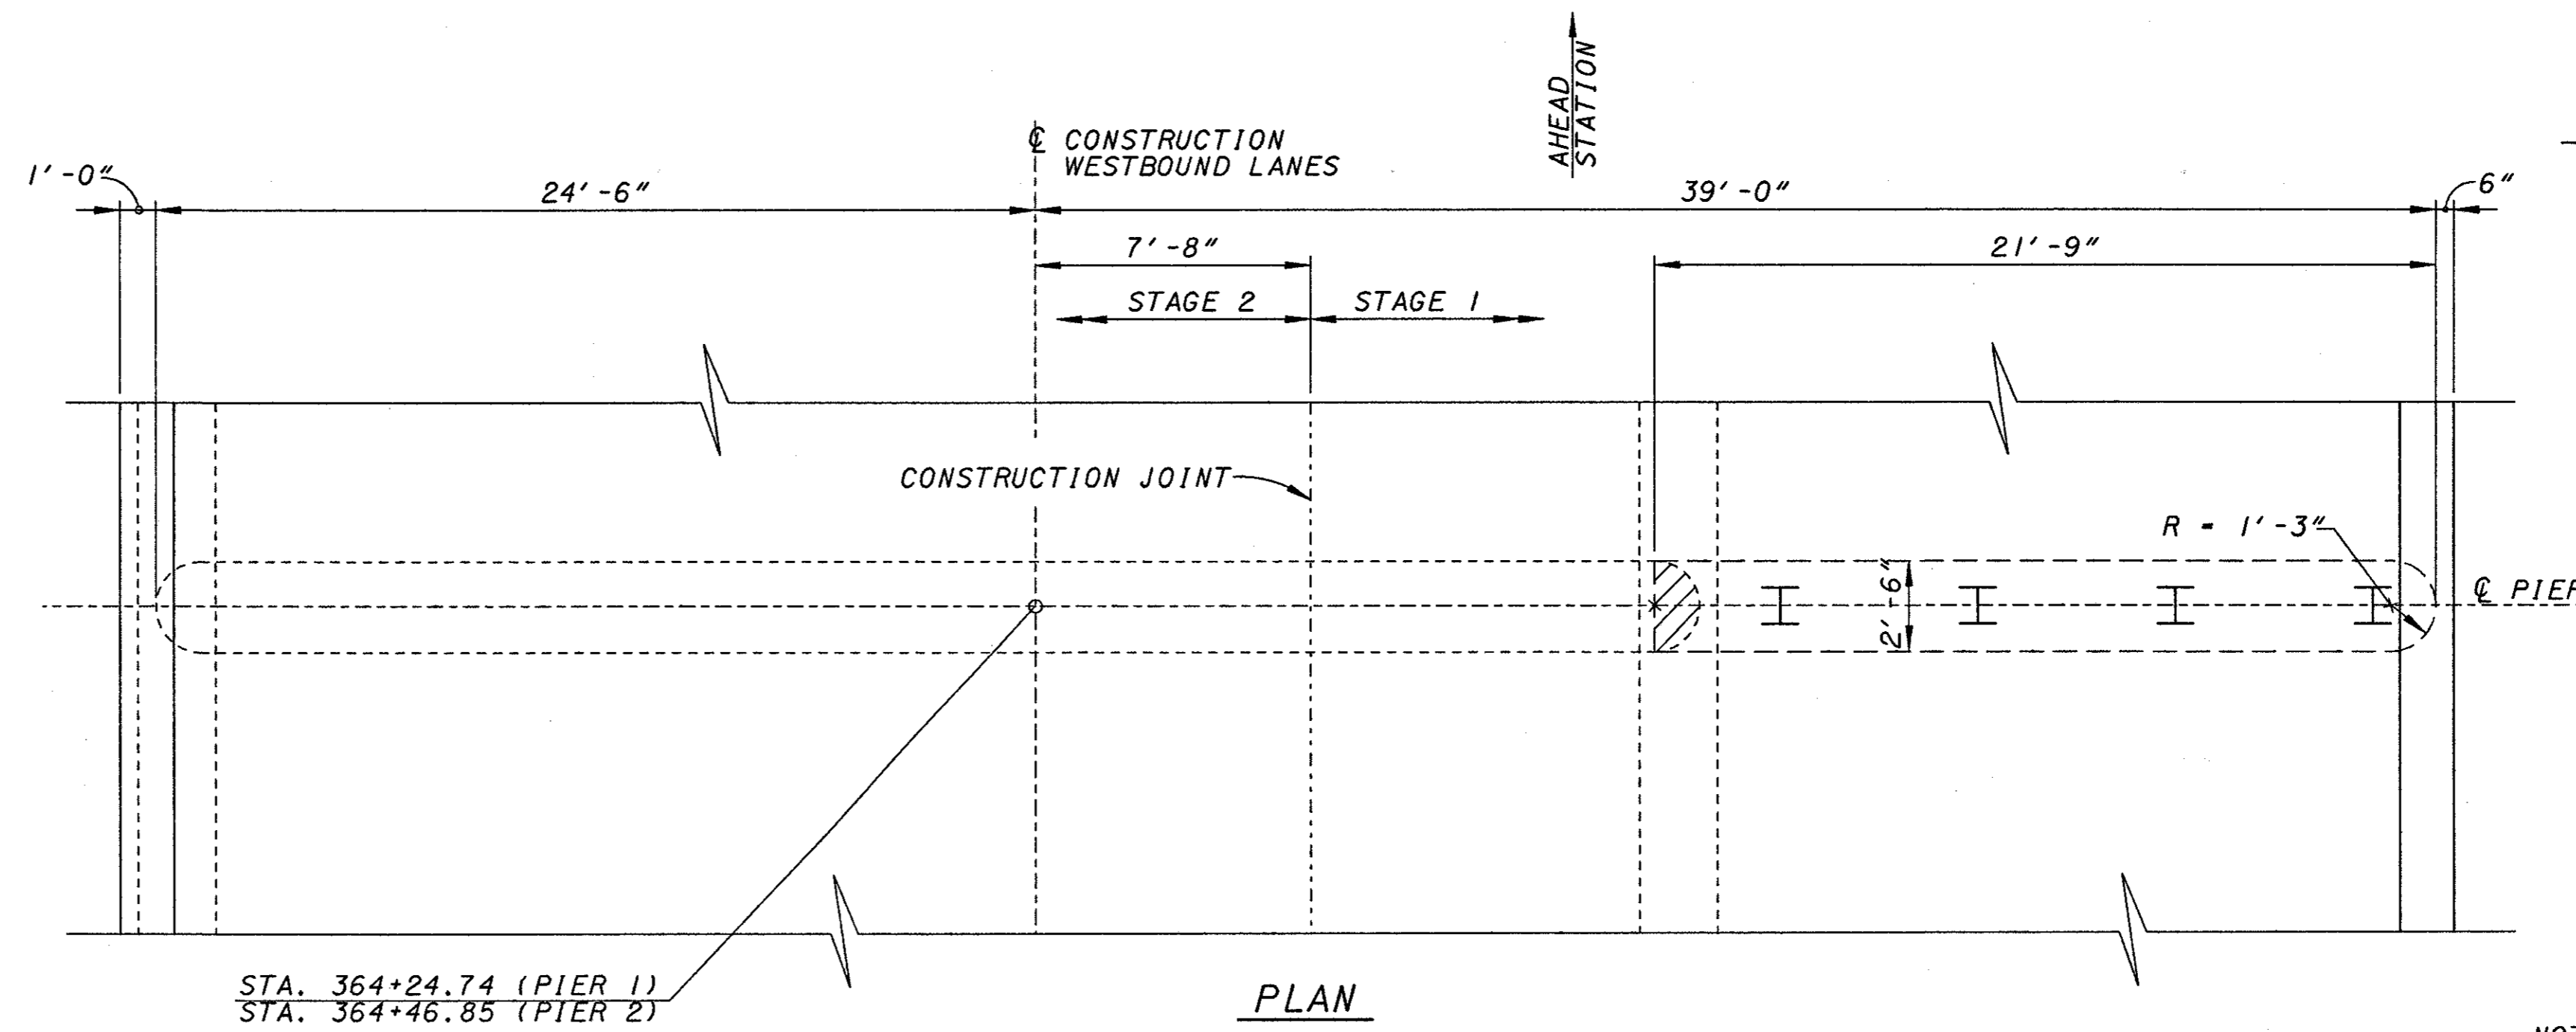 AHEAD
STATION
℄ CONSTRUCTION
WESTBOUND LANES
1'-0"
24'-6"
39'-0"
6"
7'-8"
21'-9"
STAGE 2
STAGE 1
CONSTRUCTION JOINT
R - 1'-3"
2'-6"
℄ PIER
STA. 364+24.74 (PIER 1)
STA. 364+46.85 (PIER 2)
PLAN